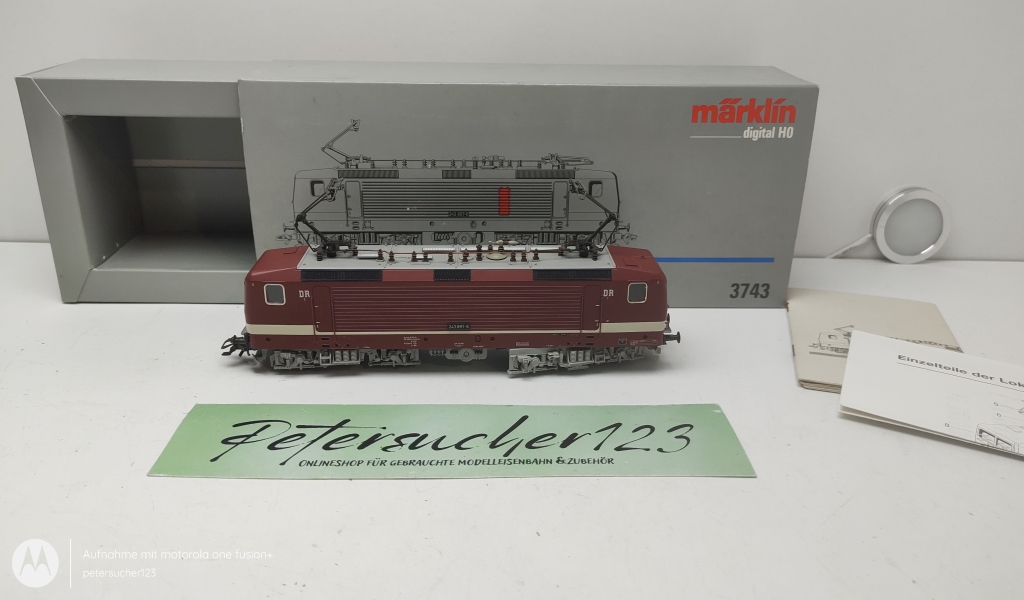 märklin
digital H0
3743
DR
DR
Einzelteile der Lok
Petersucher123
ONLINESHOP FÜR GEBRAUCHTE MODELLEISENBAHN & ZUBEHÖR
Aufnahme mit motorola one fusion+
petersucher123